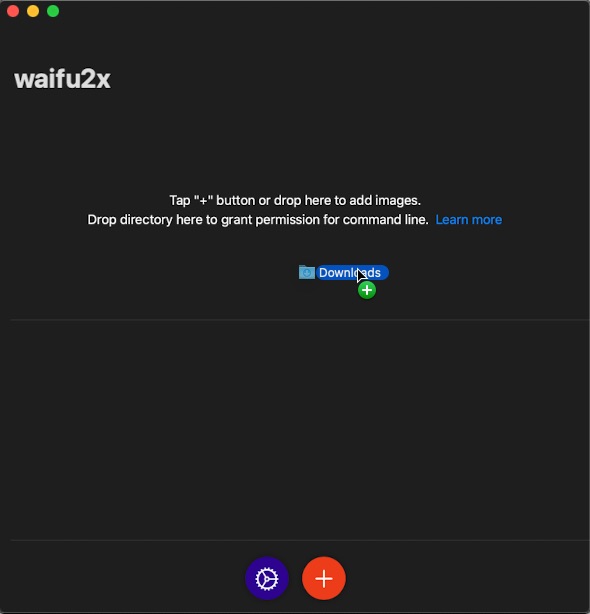 waifu2x
Tap "+" button or drop here to add images.
Drop directory here to grant permission for command line. Learn more
Downloads